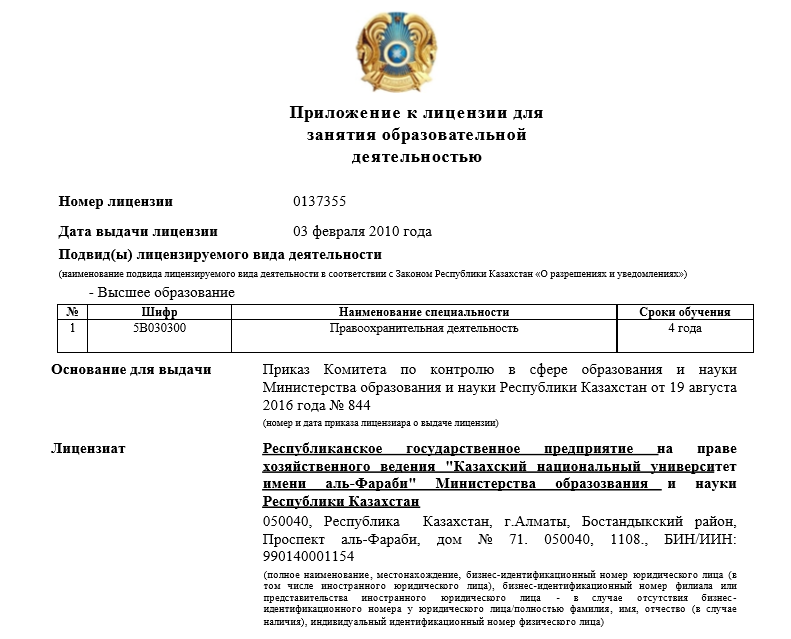 Приложение к лицензии для
занятия образовательной
деятельностью
Номер лицензии 0137355
Дата выдачи лицензии 03 февраля 2010 года
Подвид(ы) лицензируемого вида деятельности
(наименование подвида лицензируемого вида деятельности в соответствии с Законом Республики Казахстан «О разрешениях и уведомлениях»)
- Высшее образование
№ Шифр Наименование специальности Сроки обучения
1 5В030300 Правоохранительная деятельность 4 года
Основание для выдачи Приказ Комитета по контролю в сфере образования и науки
Министерства образования и науки Республики Казахстан от 19 августа
2016 года № 844
(номер и дата приказа лицензиара о выдаче лицензии)
Лицензиат Республиканское государственное предприятие на праве
хозяйственного ведения "Казахский национальный университет
имени аль-Фараби" Министерства образозвания и науки
Республики Казахстан
050040, Республика Казахстан, г.Алматы, Бостандыкский район,
Проспект аль-Фараби, дом № 71. 050040, 1108., БИН/ИИН:
990140001154
(полное наименование, местонахождение, бизнес-идентификационный номер юридического лица (в
том числе иностранного юридического лица), бизнес-идентификационный номер филиала или
представительства иностранного юридического лица - в случае отсутствия бизнес-
идентификационного номера у юридического лица/полностью фамилия, имя, отчество (в случае
наличия), индивидуальный идентификационный номер физического лица)